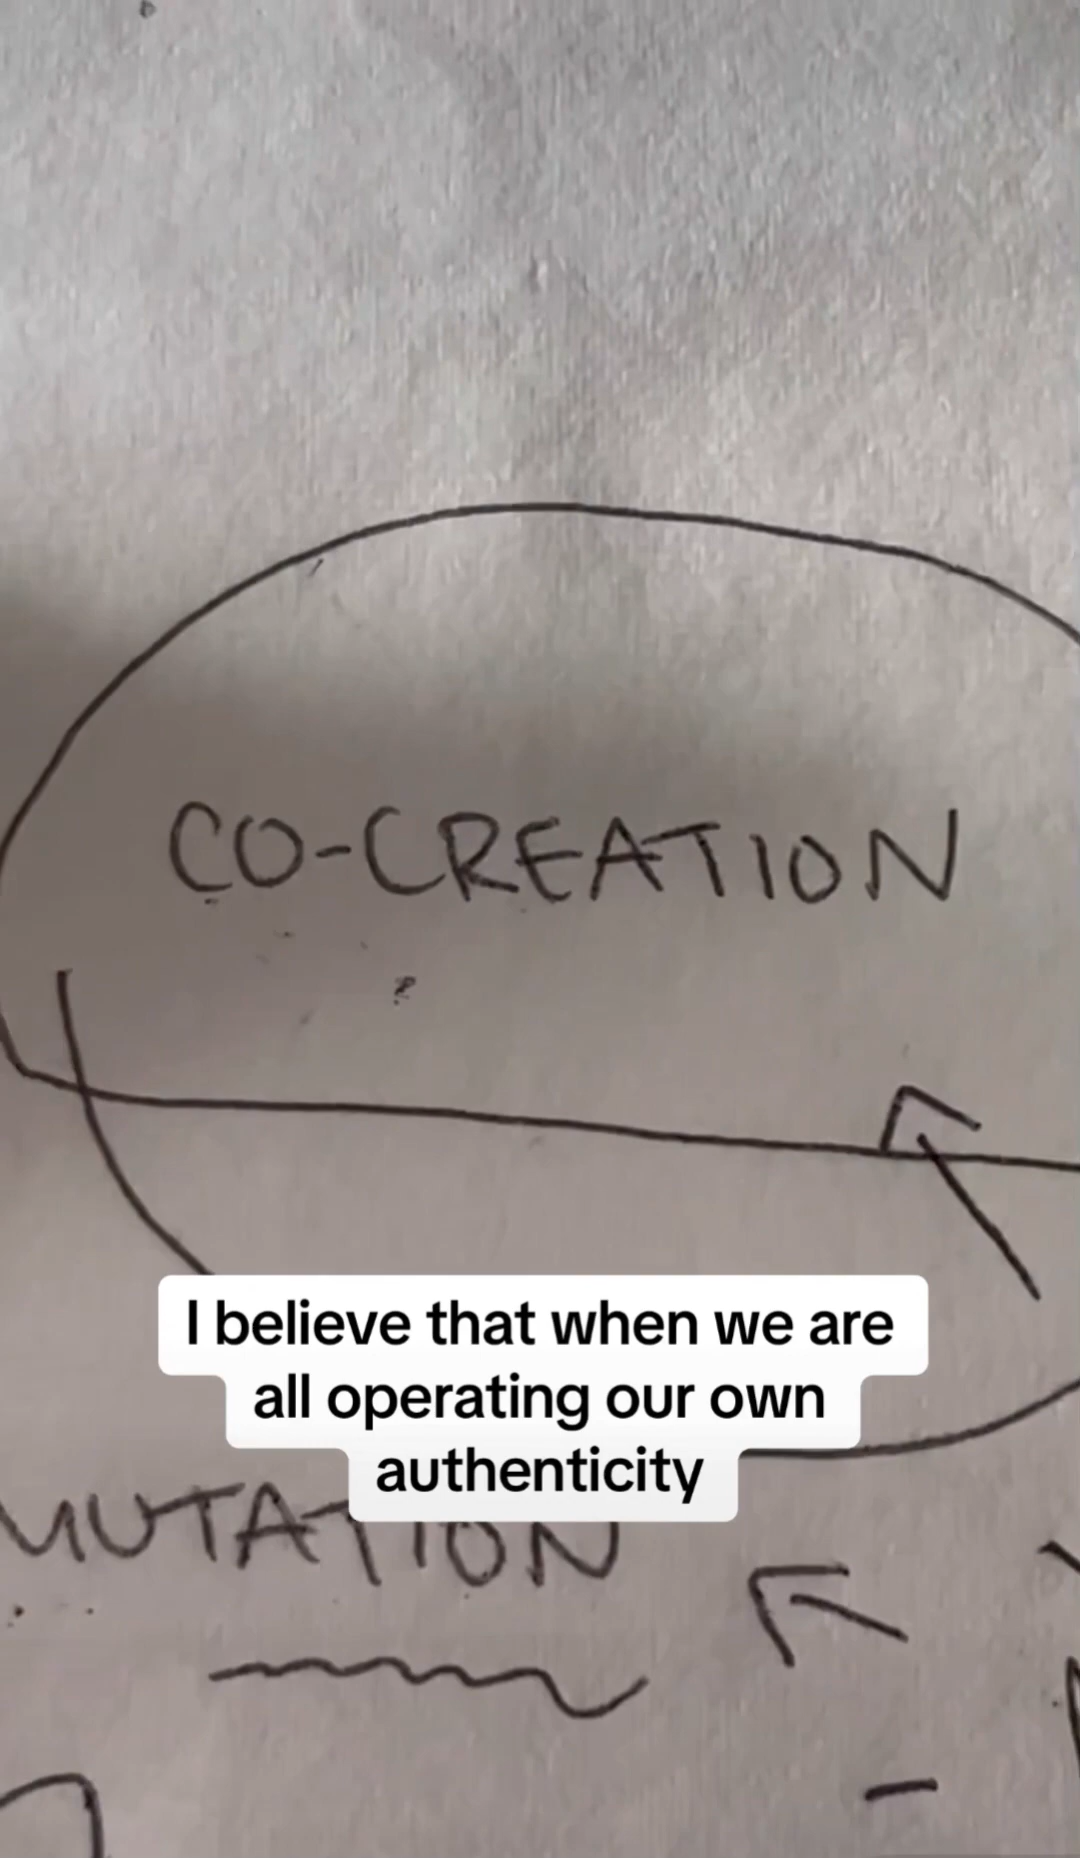 CO-CREATION
I believe that when we are
all operating our own
authenticity
MUTATION